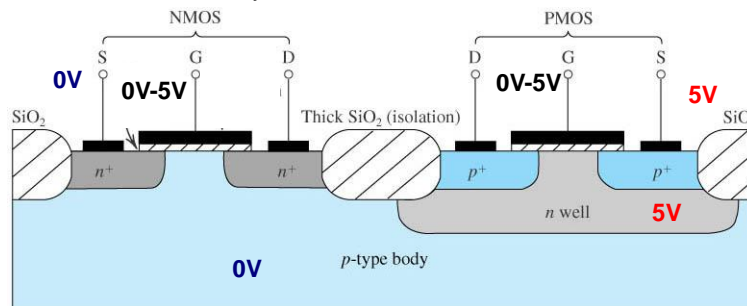 NMOS PMOS
S G D D G S
0V 0V-5V 0V-5V 5V
SiO₂ Thick SiO₂ (isolation) SiO
n⁺ n⁺ p⁺ p⁺
n well 5V
0V p-type body